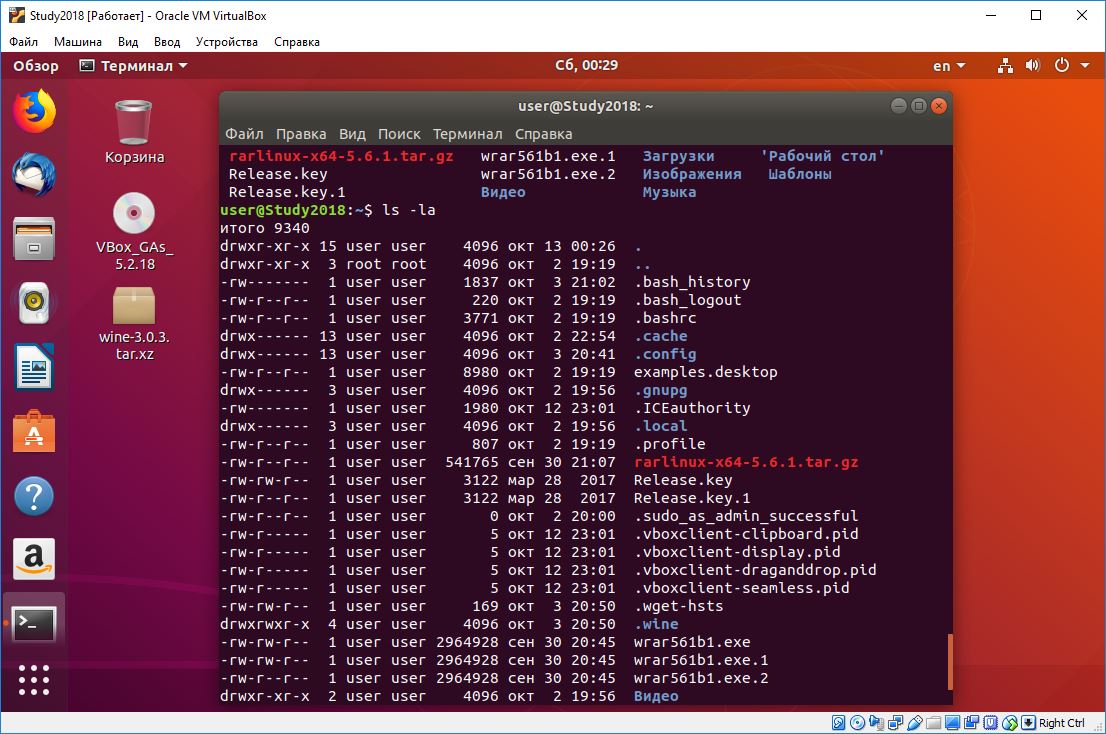 Study2018 [Работает] - Oracle VM VirtualBox
Файл Машина Вид Ввод Устройства Справка
Обзор Терминал Сб, 00:29 en
Корзина
VBox_GAs_
5.2.18
wine-3.0.3.
tar.xz
user@Study2018: ~
Файл Правка Вид Поиск Терминал Справка
rarlinux-x64-5.6.1.tar.gz wrar561b1.exe.1 Загрузки 'Рабочий стол'
Release.key wrar561b1.exe.2 Изображения Шаблоны
Release.key.1 Видео Музыка
user@Study2018:~$ ls -la
итого 9340
drwxr-xr-x 15 user user 4096 окт 13 00:26 .
drwxr-xr-x 3 root root 4096 окт 2 19:19 ..
-rw------- 1 user user 1837 окт 3 21:02 .bash_history
-rw-r--r-- 1 user user 220 окт 2 19:19 .bash_logout
-rw-r--r-- 1 user user 3771 окт 2 19:19 .bashrc
drwx------ 13 user user 4096 окт 2 22:54 .cache
drwx------ 13 user user 4096 окт 3 20:41 .config
-rw-r--r-- 1 user user 8980 окт 2 19:19 examples.desktop
drwx------ 3 user user 4096 окт 2 19:56 .gnupg
-rw------- 1 user user 1980 окт 12 23:01 .ICEauthority
drwx------ 3 user user 4096 окт 2 19:56 .local
-rw-r--r-- 1 user user 807 окт 2 19:19 .profile
-rw-r--r-- 1 user user 541765 сен 30 21:07 rarlinux-x64-5.6.1.tar.gz
-rw-rw-r-- 1 user user 3122 мар 28 2017 Release.key
-rw-r--r-- 1 user user 3122 мар 28 2017 Release.key.1
-rw-r--r-- 1 user user 0 окт 2 20:00 .sudo_as_admin_successful
-rw-r----- 1 user user 5 окт 12 23:01 .vboxclient-clipboard.pid
-rw-r----- 1 user user 5 окт 12 23:01 .vboxclient-display.pid
-rw-r----- 1 user user 5 окт 12 23:01 .vboxclient-draganddrop.pid
-rw-r----- 1 user user 5 окт 12 23:01 .vboxclient-seamless.pid
-rw-rw-r-- 1 user user 169 окт 3 20:50 .wget-hsts
drwxrwxr-x 4 user user 4096 окт 3 20:50 .wine
-rw-rw-r-- 1 user user 2964928 сен 30 20:45 wrar561b1.exe
-rw-rw-r-- 1 user user 2964928 сен 30 20:45 wrar561b1.exe.1
-rw-rw-r-- 1 user user 2964928 сен 30 20:45 wrar561b1.exe.2
drwxr-xr-x 2 user user 4096 окт 2 19:56 Видео
Right Ctrl